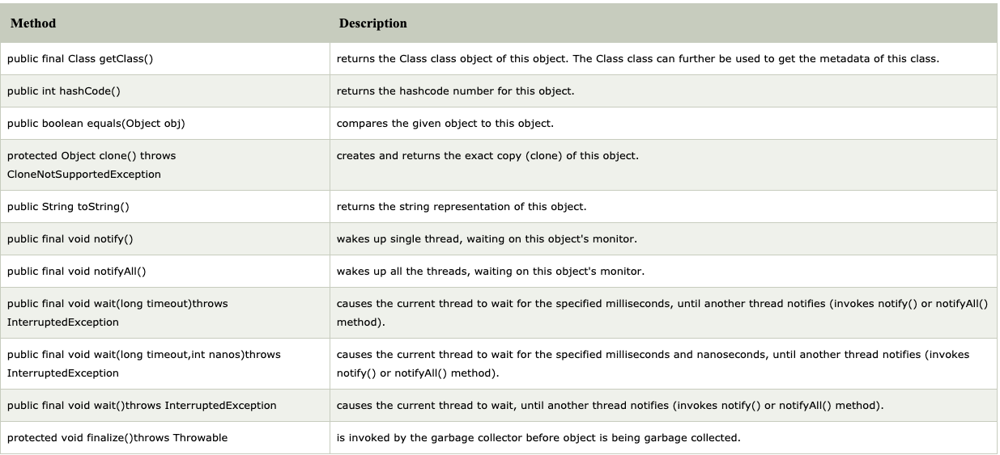 Method Description
public final Class getClass() returns the Class class object of this object. The Class class can further be used to get the metadata of this class.
public int hashCode() returns the hashcode number for this object.
public boolean equals(Object obj) compares the given object to this object.
protected Object clone() throws creates and returns the exact copy (clone) of this object.
CloneNotSupportedException
public String toString() returns the string representation of this object.
public final void notify() wakes up single thread, waiting on this object's monitor.
public final void notifyAll() wakes up all the threads, waiting on this object's monitor.
public final void wait(long timeout)throws causes the current thread to wait for the specified milliseconds, until another thread notifies (invokes notify() or notifyAll()
InterruptedException method).
public final void wait(long timeout,int nanos)throws causes the current thread to wait for the specified milliseconds and nanoseconds, until another thread notifies (invokes
InterruptedException notify() or notifyAll() method).
public final void wait()throws InterruptedException causes the current thread to wait, until another thread notifies (invokes notify() or notifyAll() method).
protected void finalize()throws Throwable is invoked by the garbage collector before object is being garbage collected.